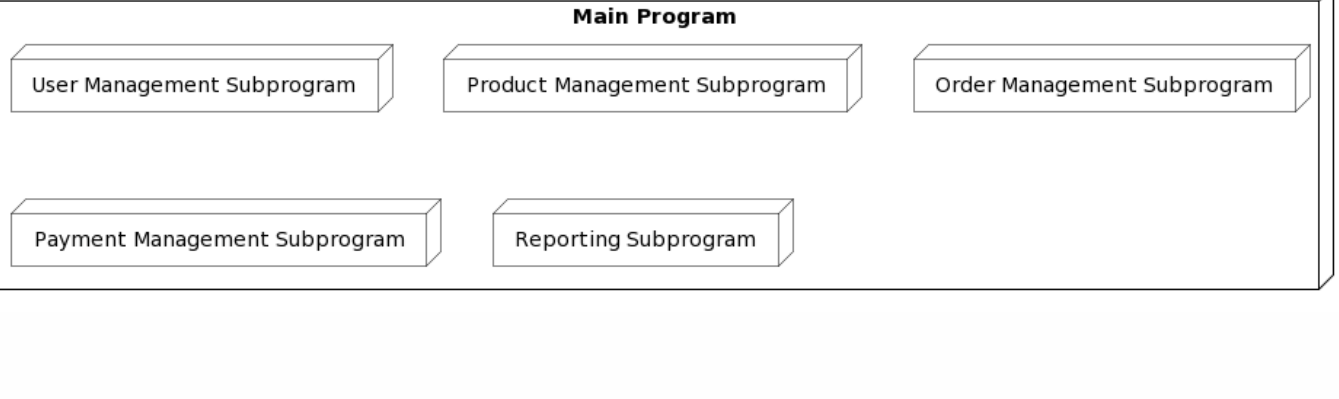 Main Program
User Management Subprogram
Product Management Subprogram
Order Management Subprogram
Payment Management Subprogram
Reporting Subprogram